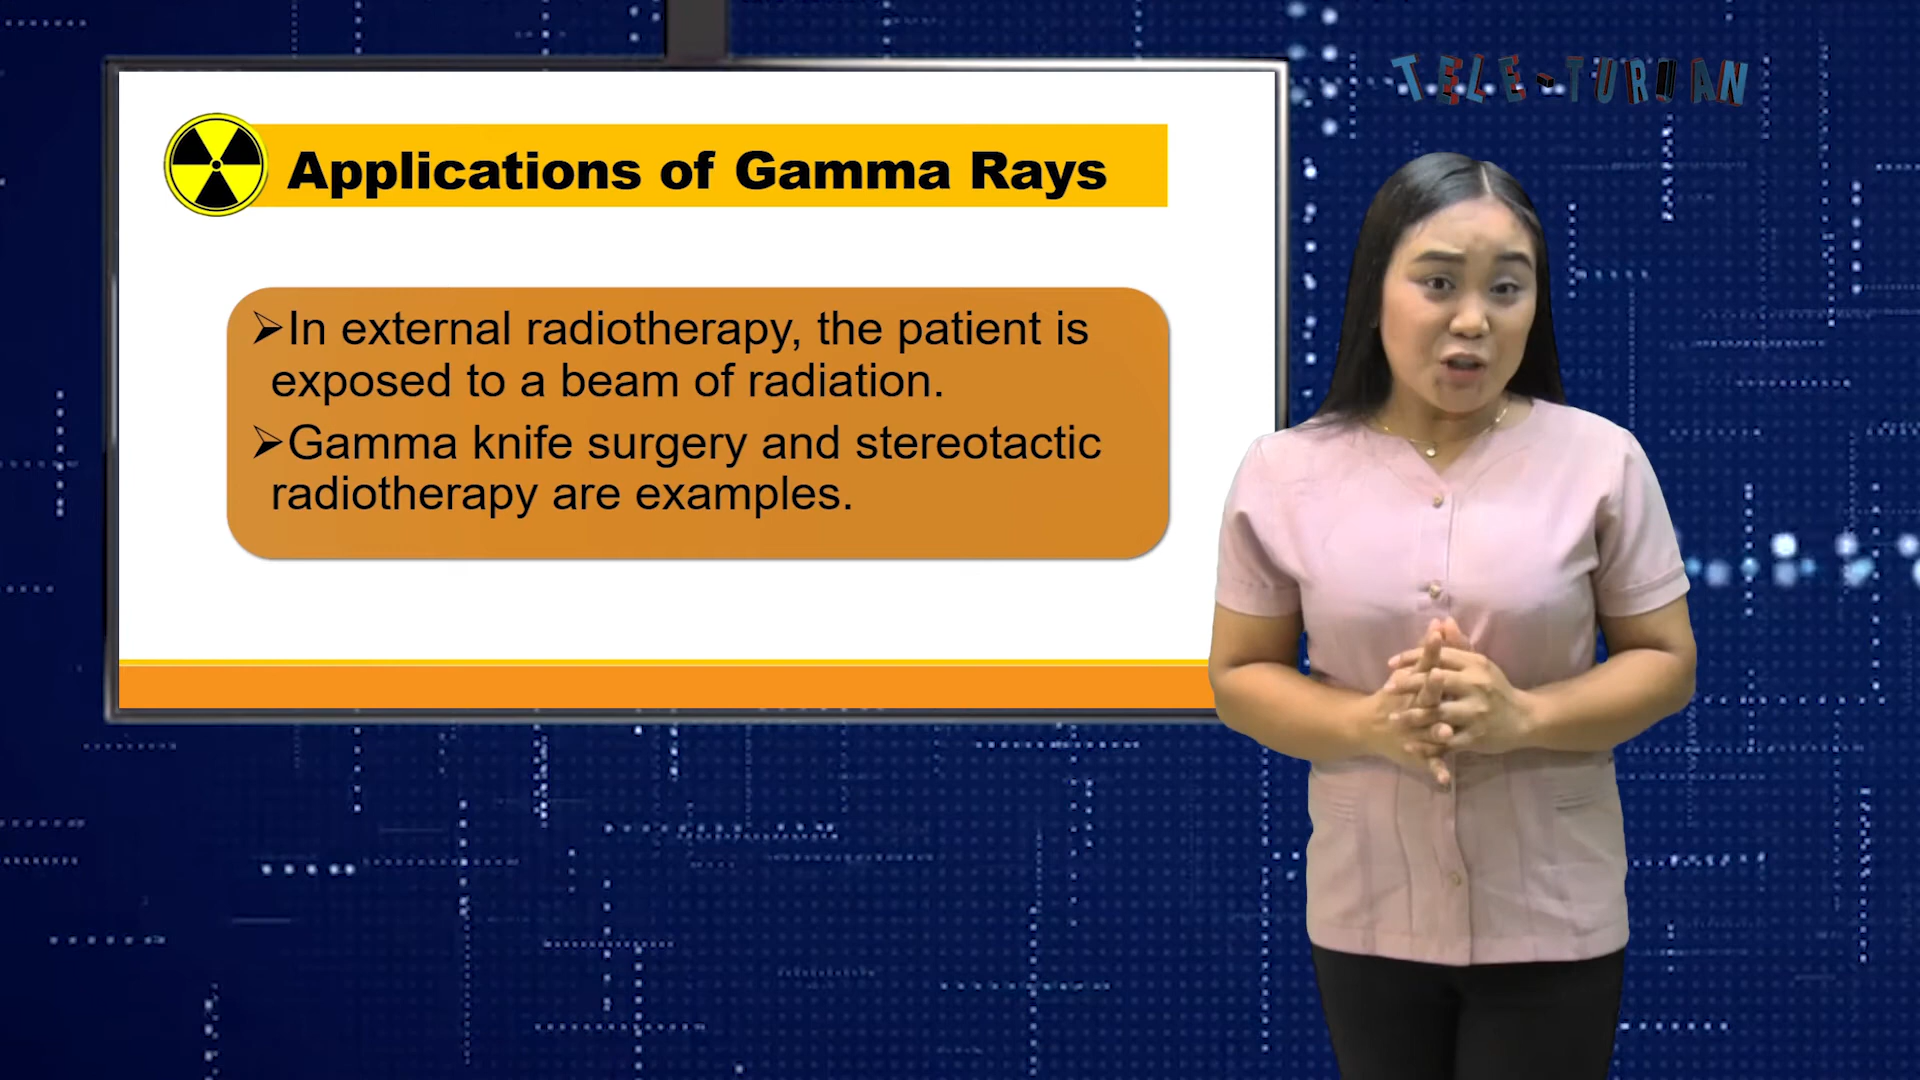 TELE-TURUAN
Applications of Gamma Rays
➢In external radiotherapy, the patient is
exposed to a beam of radiation.
➢Gamma knife surgery and stereotactic
radiotherapy are examples.